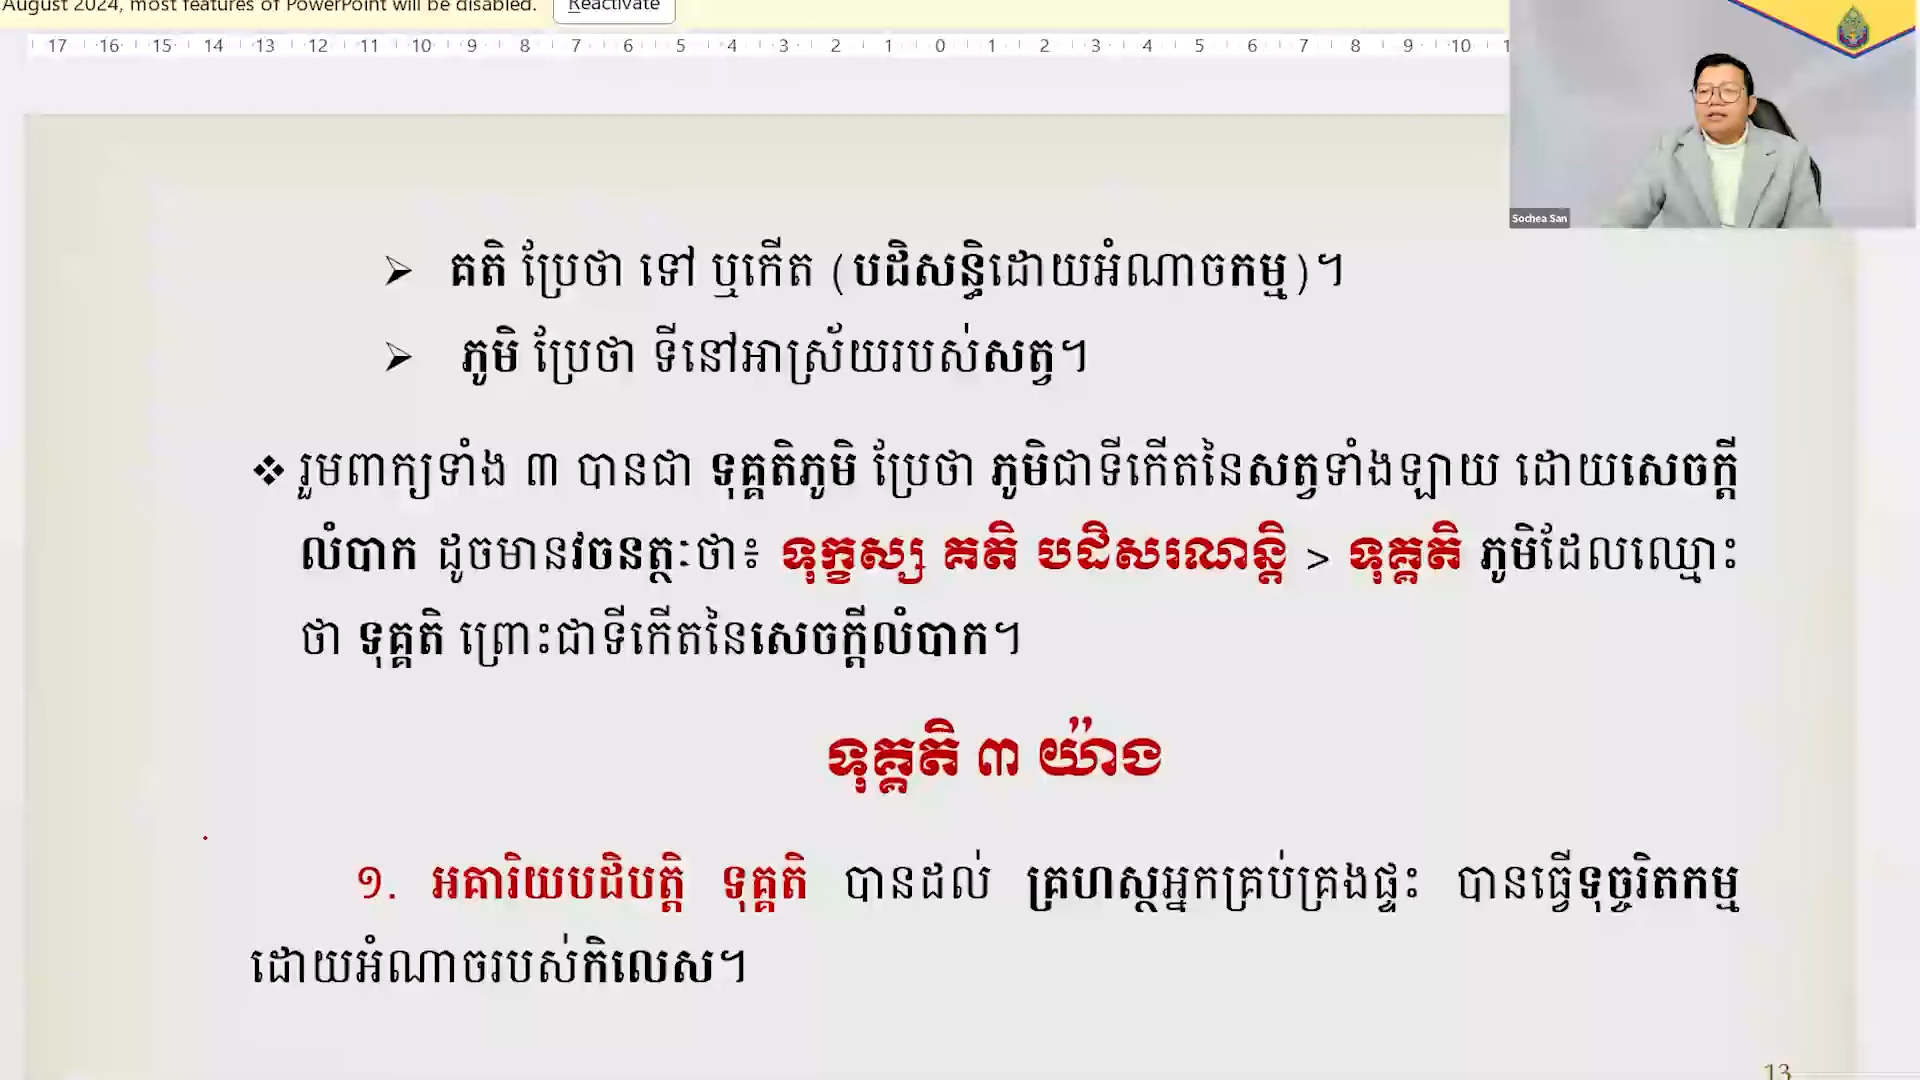 August 2024, most features of PowerPoint will be disabled. Reactivate
17 16 15 14 13 12 11 10 9 8 7 6 5 4 3 2 1 0 1 2 3 4 5 6 7 8 9 10 1
Sochea San
➢ គតិ ប្រែថា ទៅ ឬកើត (បដិសន្ធិដោយអំណាចកម្ម)។
➢ ភូមិ ប្រែថា ទីនៅអាស្រ័យរបស់សត្វ។
❖ រួមពាក្យទាំង ៣ បានជា ទុគ្គតិភូមិ ប្រែថា ភូមិជាទីកើតនៃសត្វទាំងឡាយ ដោយសេចក្តី
លំបាក ដូចមានវចនត្ថៈថា៖ ទុក្ខស្ស គតិ បដិសរណន្តិ > ទុគ្គតិ ភូមិដែលឈ្មោះ
ថា ទុគ្គតិ ព្រោះជាទីកើតនៃសេចក្តីលំបាក។
ទុគ្គតិ ៣ យ៉ាង
១. អគារិយបដិបត្តិ ទុគ្គតិ បានដល់ គ្រហស្ថអ្នកគ្រប់គ្រងផ្ទះ បានធ្វើទុច្ចរិតកម្ម
ដោយអំណាចរបស់កិលេស។
13